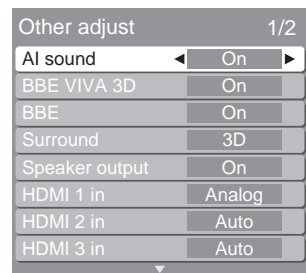 Other adjust 1/2
AI sound On
BBE VIVA 3D On
BBE On
Surround 3D
Speaker output On
HDMI 1 in Analog
HDMI 2 in Auto
HDMI 3 in Auto